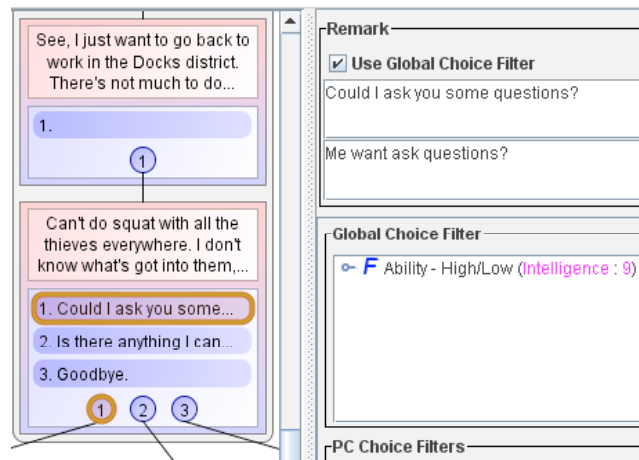 See, I just want to go back to
work in the Docks district.
There's not much to do...
1.
1
Can't do squat with all the
thieves everywhere. I don't
know what's got into them,...
1. Could I ask you some...
2. Is there anything I can...
3. Goodbye.
1 2 3
Remark
Use Global Choice Filter
Could I ask you some questions?
Me want ask questions?
Global Choice Filter
F Ability - High/Low (Intelligence : 9)
PC Choice Filters